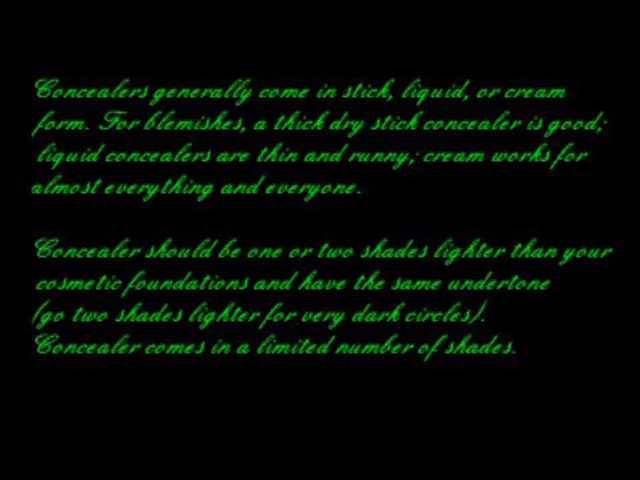 Concealers generally come in stick, liquid, or cream
form. For blemishes, a thick dry stick concealer is good;
liquid concealers are thin and runny; cream works for
almost everything and everyone.
Concealer should be one or two shades lighter than your
cosmetic foundations and have the same undertone
(go two shades lighter for very dark circles).
Concealer comes in a limited number of shades.